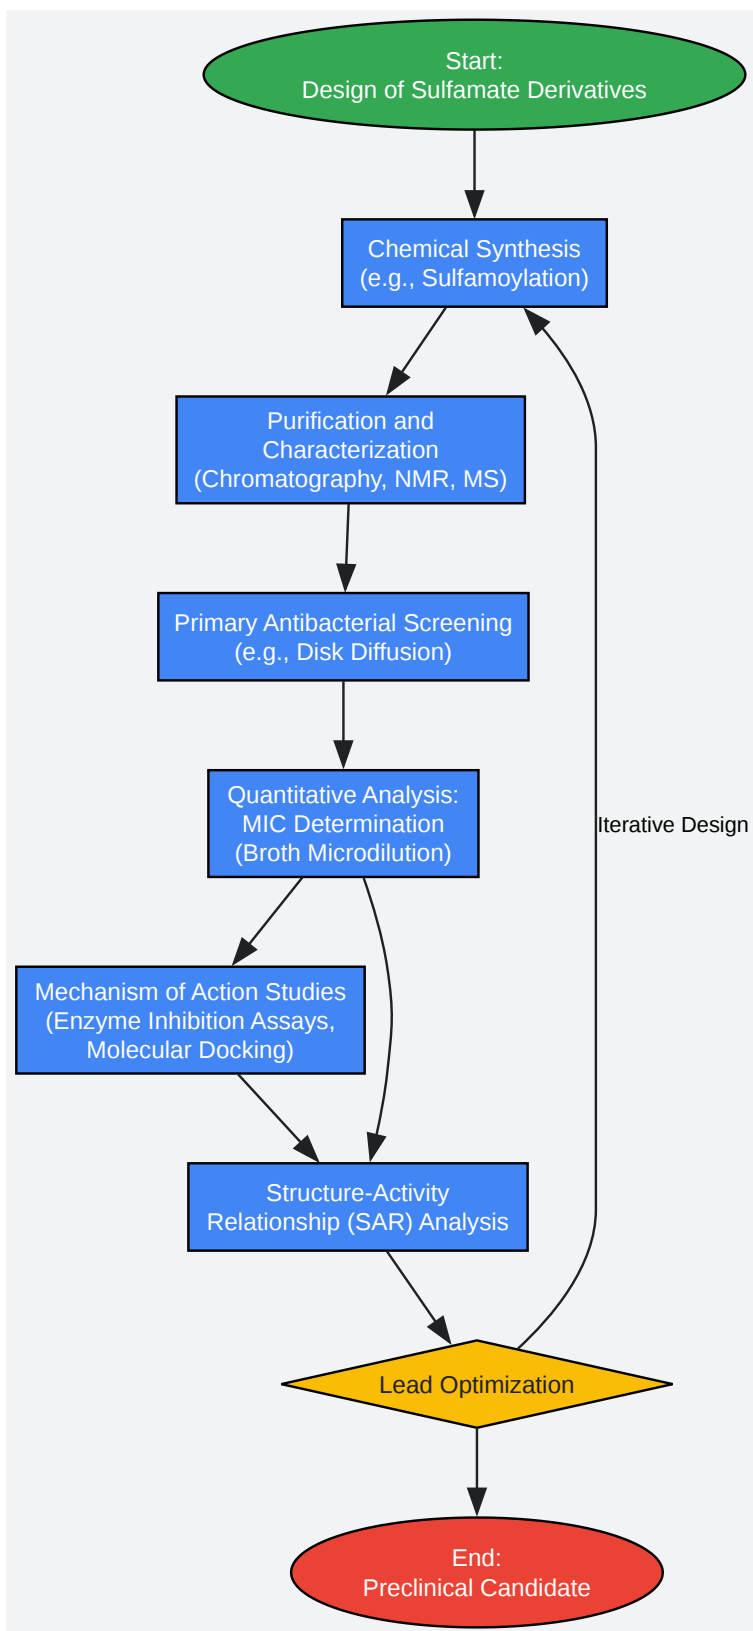 Start:
Design of Sulfamate Derivatives
Chemical Synthesis
(e.g., Sulfamoylation)
Purification and
Characterization
(Chromatography, NMR, MS)
Primary Antibacterial Screening
(e.g., Disk Diffusion)
Quantitative Analysis:
MIC Determination
(Broth Microdilution)
Iterative Design
Mechanism of Action Studies
(Enzyme Inhibition Assays,
Molecular Docking)
Structure-Activity
Relationship (SAR) Analysis
Lead Optimization
End:
Preclinical Candidate